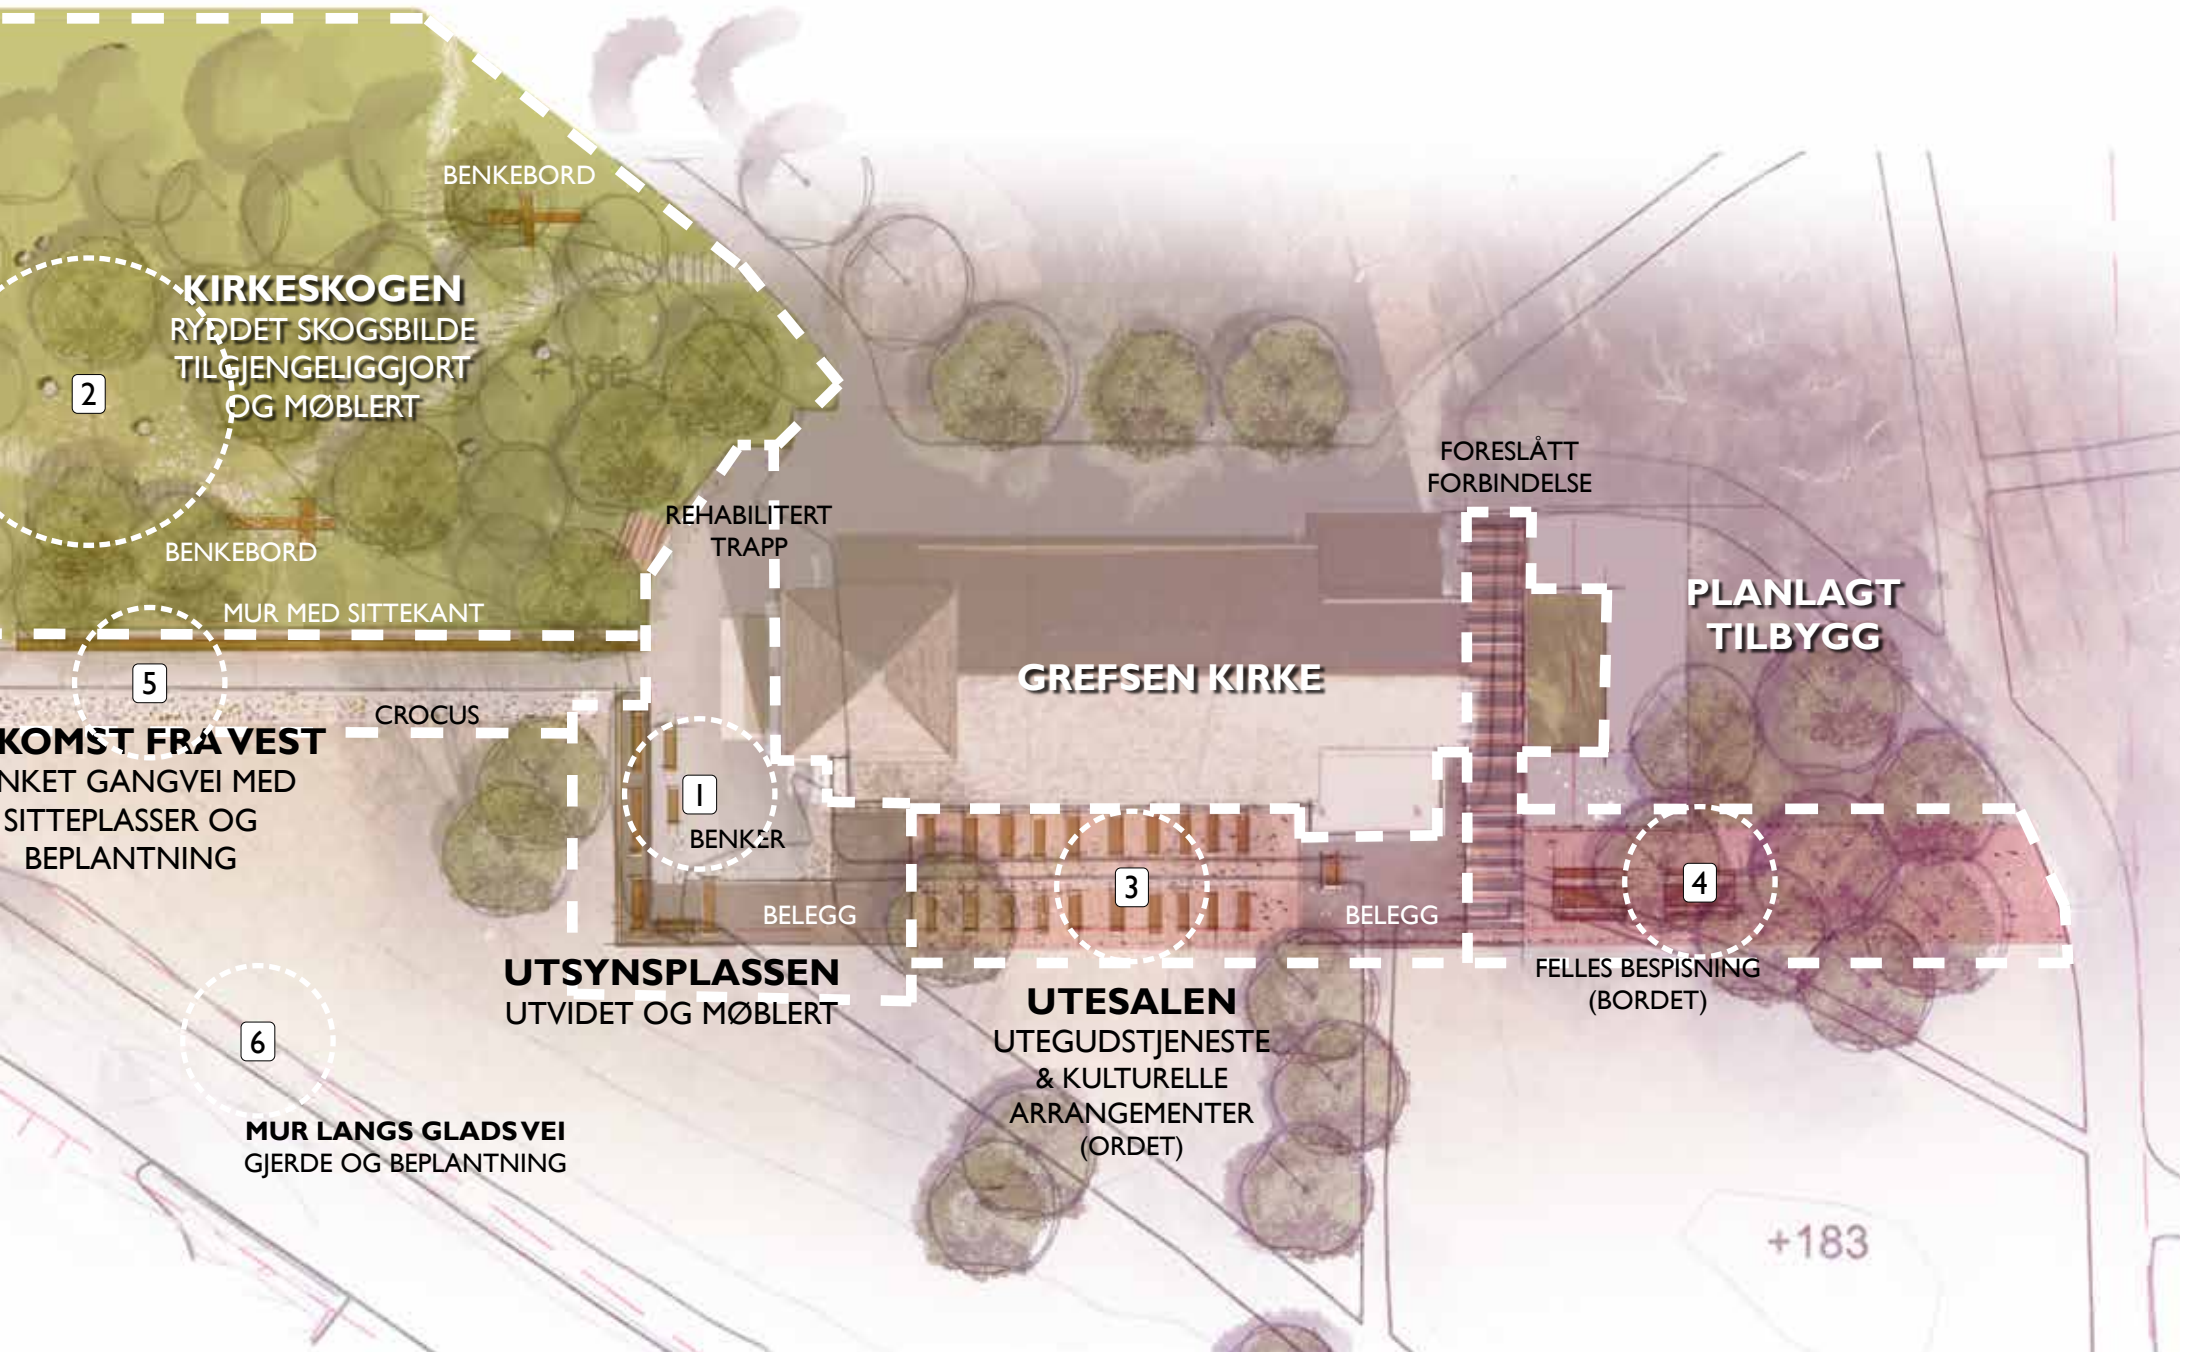 BENKEBORD
KIRKESKOGEN
RYDDET SKOGSBILDE
TILGJENGELIGGJORT
OG MØBLERT
2
BENKEBORD
MUR MED SITTEKANT
REHABILITERT
TRAPP
FORESLÅTT
FORBINDELSE
PLANLAGT
TILBYGG
GREFSEN KIRKE
5
CROCUS
KOMST FRA VEST
NKET GANGVEI MED
SITTEPLASSER OG
BEPLANTNING
1
BENKER
BELEGG
3
BELEGG
4
UTSYNSPLASSEN
UTVIDET OG MØBLERT
UTESALEN
UTEGUDSTJENESTE
& KULTURELLE
ARRANGEMENTER
(ORDET)
FELLES BESPISNING
(BORDET)
6
MUR LANGS GLADS VEI
GJERDE OG BEPLANTNING
+183